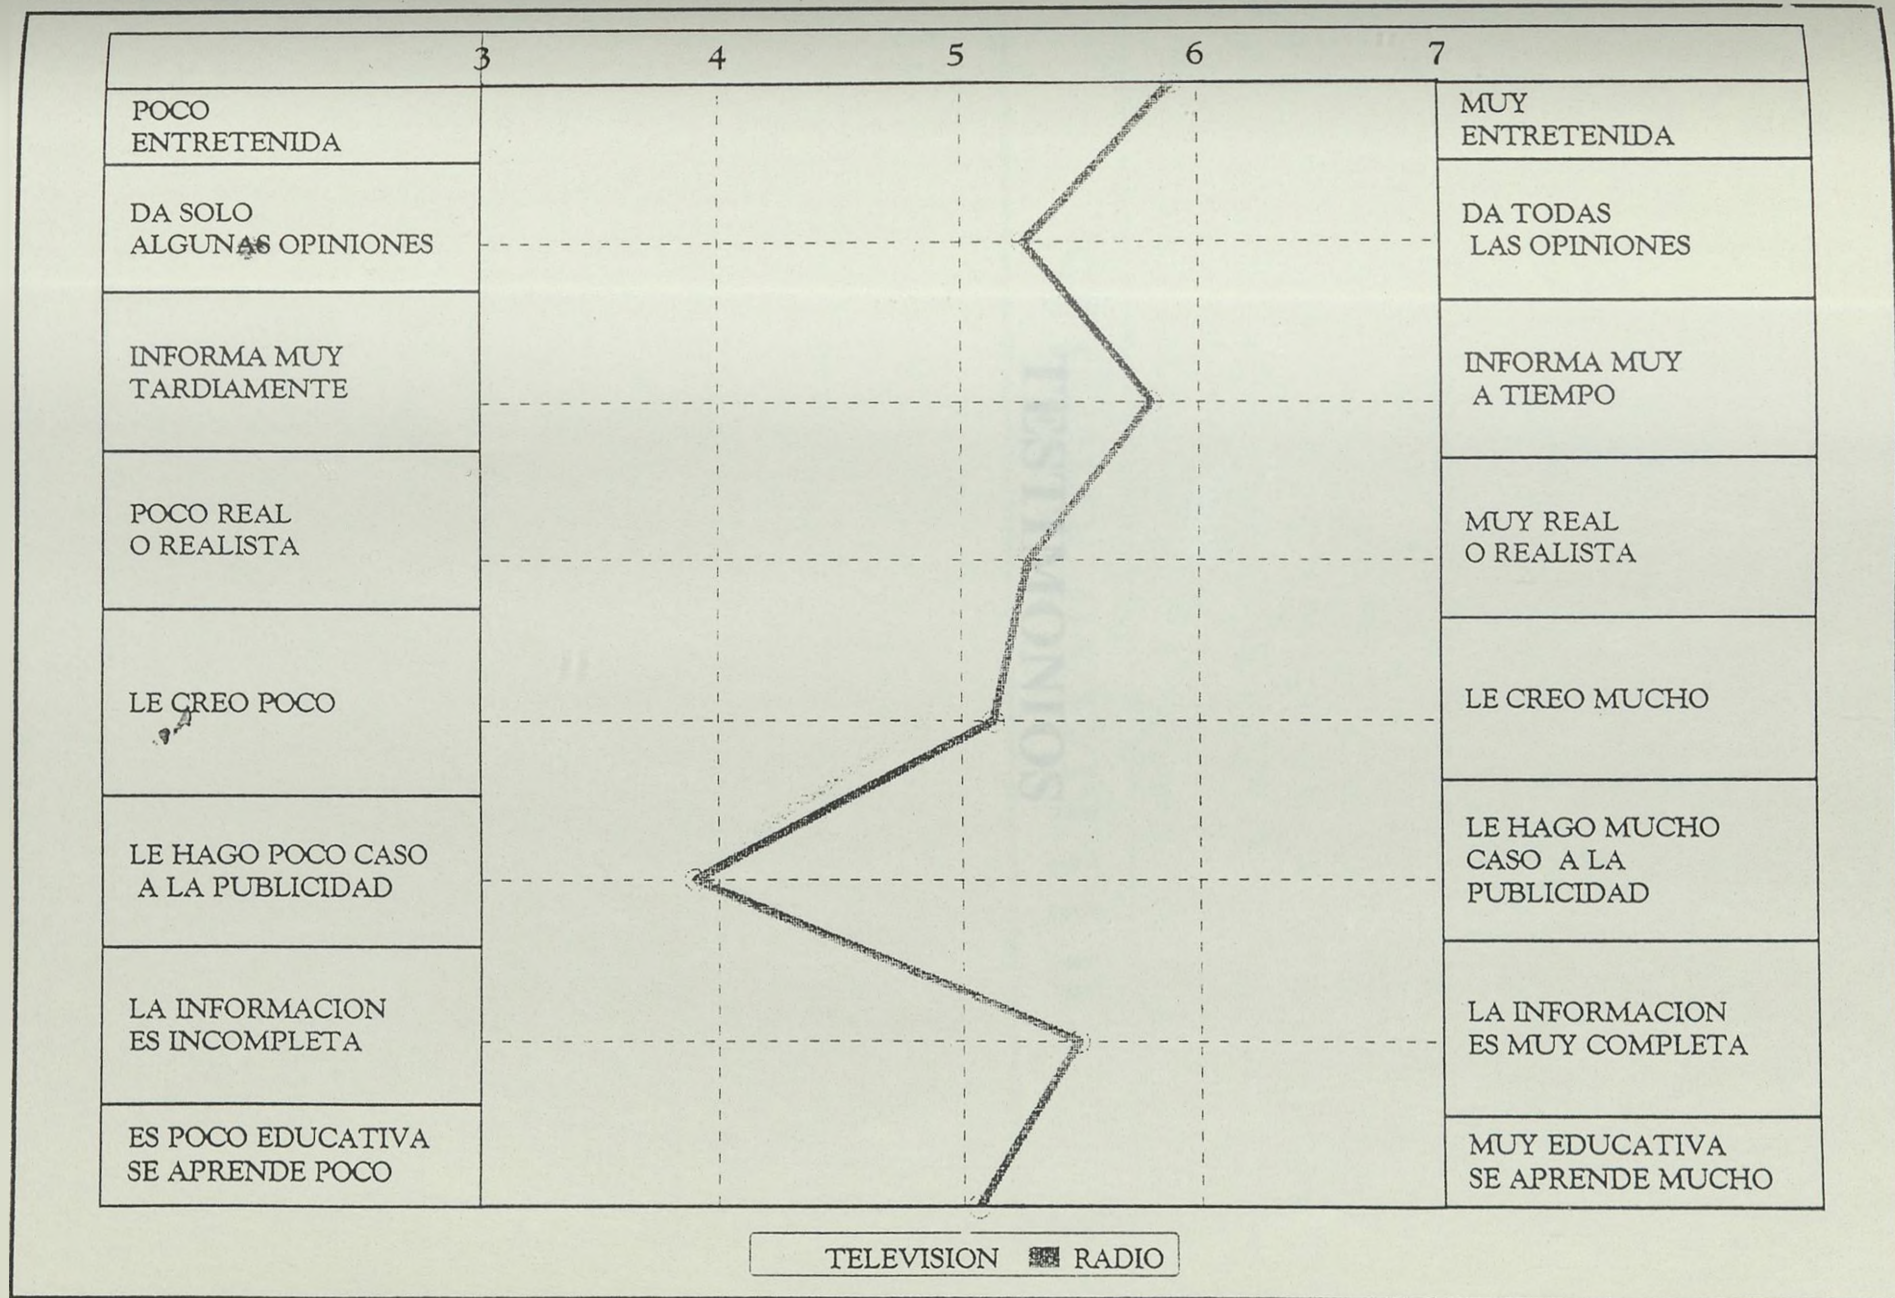 3 4 5 6 7
POCO
ENTRETENIDA
MUY
ENTRETENIDA
DA SOLO
ALGUNAS OPINIONES
DA TODAS
LAS OPINIONES
INFORMA MUY
TARDIAMENTE
INFORMA MUY
A TIEMPO
POCO REAL
O REALISTA
MUY REAL
O REALISTA
LE CREO POCO
LE CREO MUCHO
LE HAGO POCO CASO
A LA PUBLICIDAD
LE HAGO MUCHO
CASO A LA
PUBLICIDAD
LA INFORMACION
ES INCOMPLETA
LA INFORMACION
ES MUY COMPLETA
ES POCO EDUCATIVA
SE APRENDE POCO
MUY EDUCATIVA
SE APRENDE MUCHO
TELEVISION RADIO
TESTIMONIOS